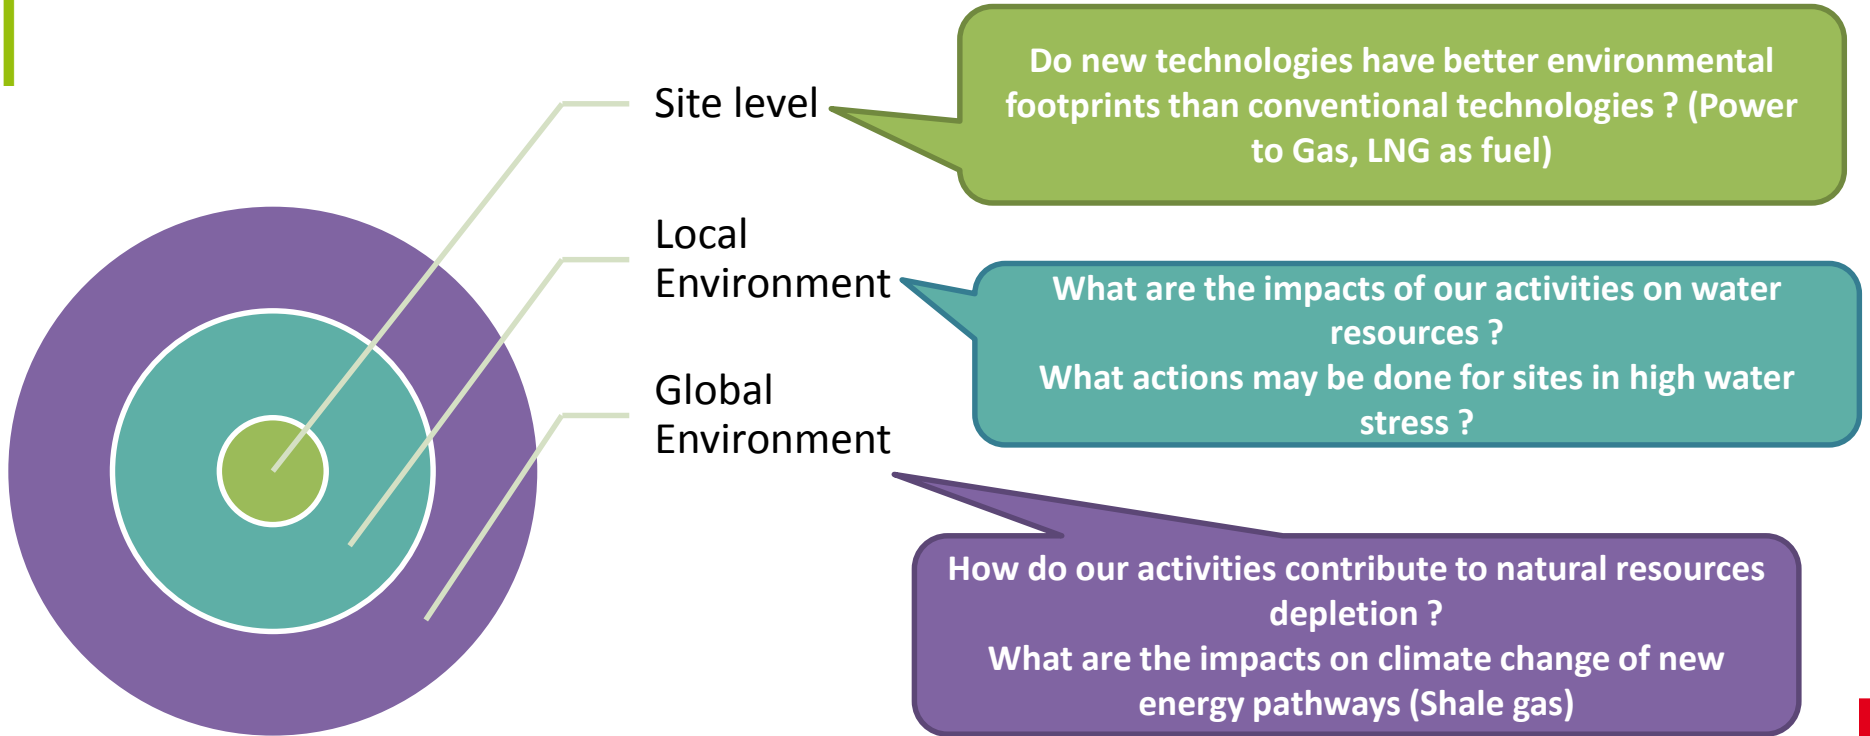 Site level
Do new technologies have better environmental
footprints than conventional technologies ? (Power
to Gas, LNG as fuel)
Local
Environment
What are the impacts of our activities on water
resources ?
What actions may be done for sites in high water
stress ?
Global
Environment
How do our activities contribute to natural resources
depletion ?
What are the impacts on climate change of new
energy pathways (Shale gas)